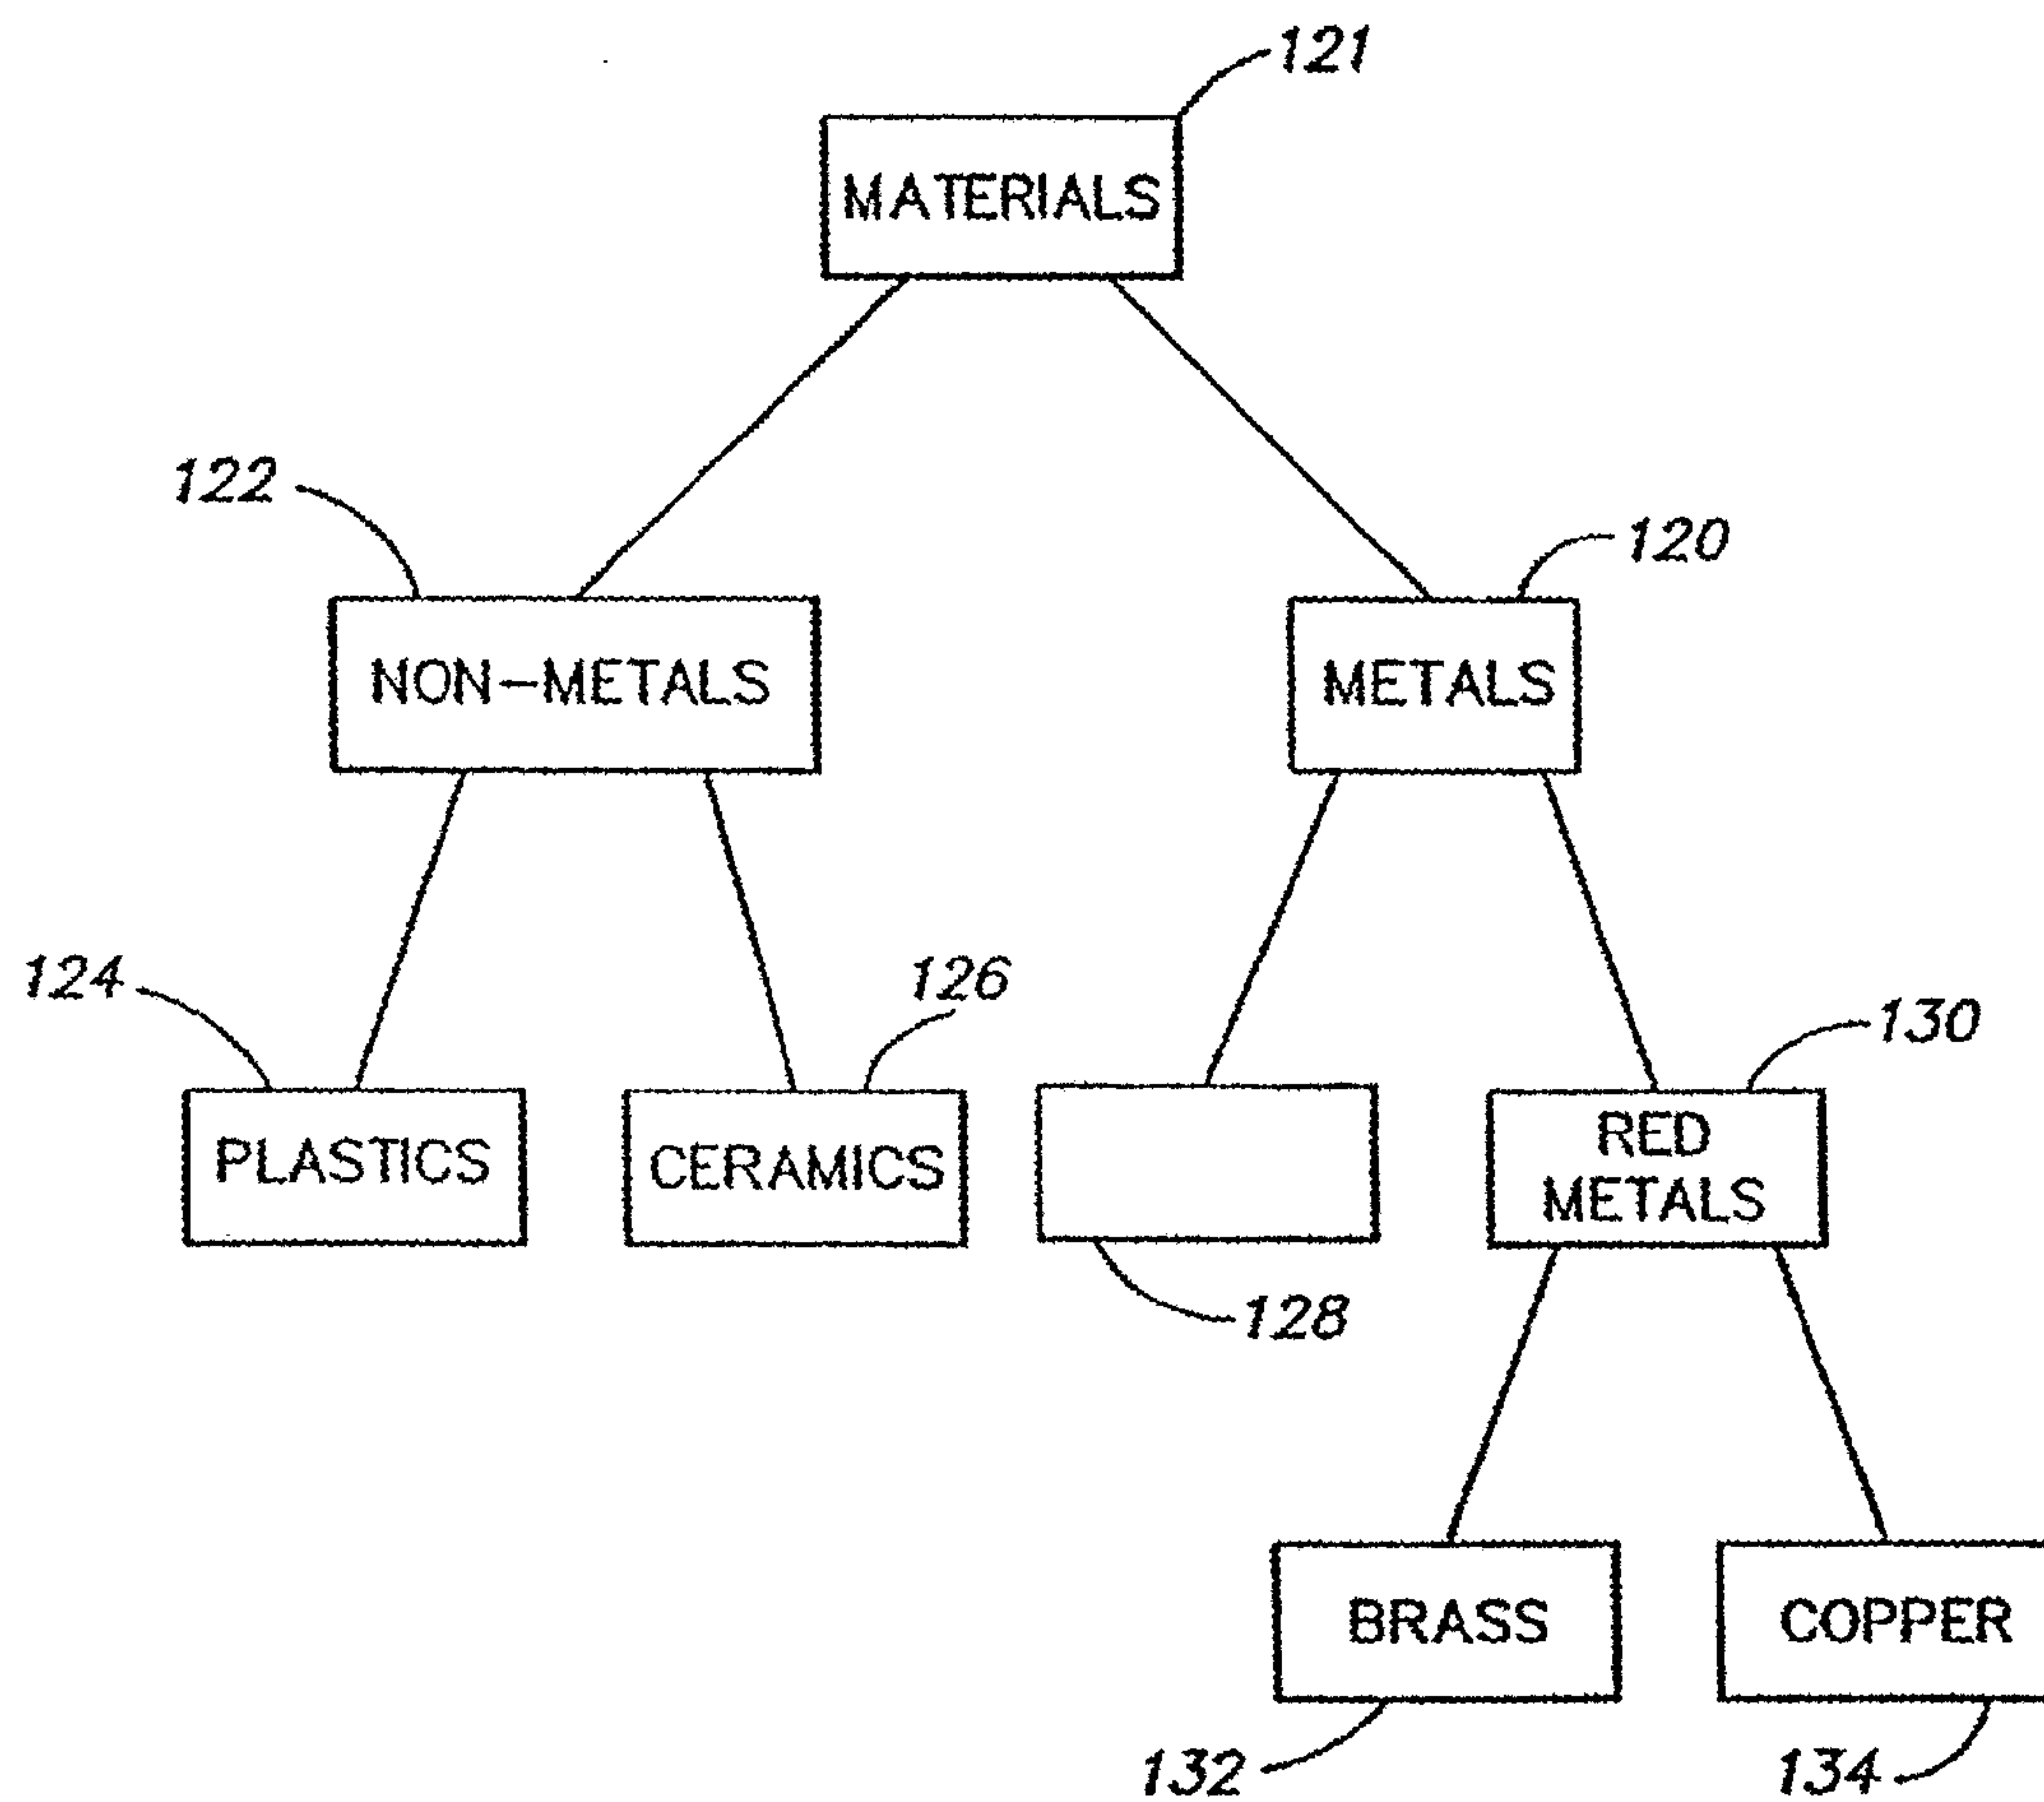 121
MATERIALS
122
120
NON-METALS
METALS
124
126
130
PLASTICS
CERAMICS
RED
METALS
128
BRASS
COPPER
132
134